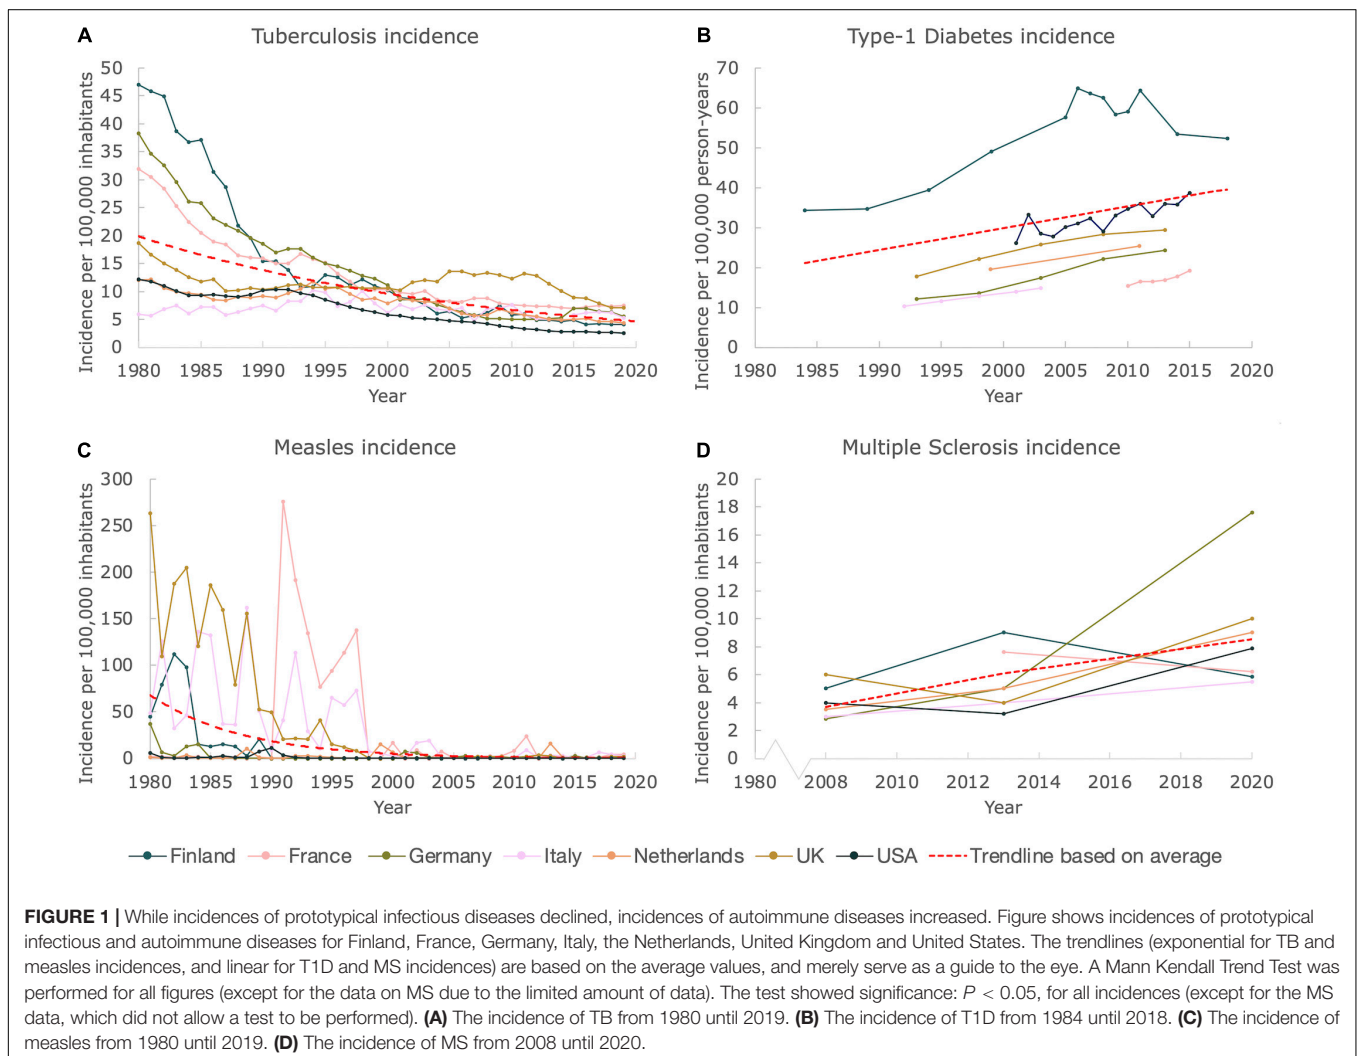 A
Tuberculosis incidence
Incidence per 100,000 inhabitants
50
45
40
35
30
25
20
15
10
5
0
1980 1985 1990 1995 2000 2005 2010 2015 2020
Year
B
Type-1 Diabetes incidence
Incidence per 100,000 person-years
70
60
50
40
30
20
10
0
1980 1985 1990 1995 2000 2005 2010 2015 2020
Year
C
Measles incidence
Incidence per 100,000 inhabitants
300
250
200
150
100
50
0
1980 1985 1990 1995 2000 2005 2010 2015 2020
Year
D
Multiple Sclerosis incidence
Incidence per 100,000 inhabitants
20
18
16
14
12
10
8
6
4
2
0
1980 2008 2010 2012 2014 2016 2018 2020
Year
Finland France Germany Italy Netherlands UK USA Trendline based on average
FIGURE 1 | While incidences of prototypical infectious diseases declined, incidences of autoimmune diseases increased. Figure shows incidences of prototypical
infectious and autoimmune diseases for Finland, France, Germany, Italy, the Netherlands, United Kingdom and United States. The trendlines (exponential for TB and
measles incidences, and linear for T1D and MS incidences) are based on the average values, and merely serve as a guide to the eye. A Mann Kendall Trend Test was
performed for all figures (except for the data on MS due to the limited amount of data). The test showed significance: P < 0.05, for all incidences (except for the MS
data, which did not allow a test to be performed). (A) The incidence of TB from 1980 until 2019. (B) The incidence of T1D from 1984 until 2018. (C) The incidence of
measles from 1980 until 2019. (D) The incidence of MS from 2008 until 2020.